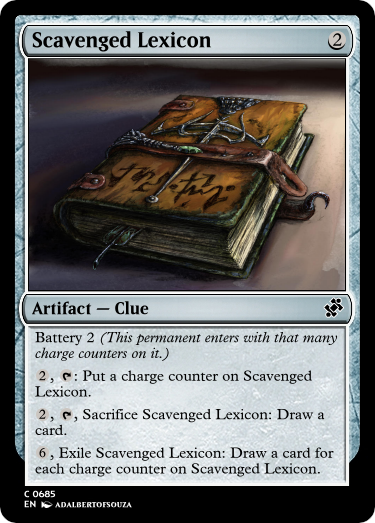 Scavenged Lexicon 2
Artifact — Clue
Battery 2 (This permanent enters with that many
charge counters on it.)
2 , : Put a charge counter on Scavenged
Lexicon.
2 , , Sacrifice Scavenged Lexicon: Draw a
card.
6 , Exile Scavenged Lexicon: Draw a card for
each charge counter on Scavenged Lexicon.
C 0685
EN ADALBERTOFSOUZA